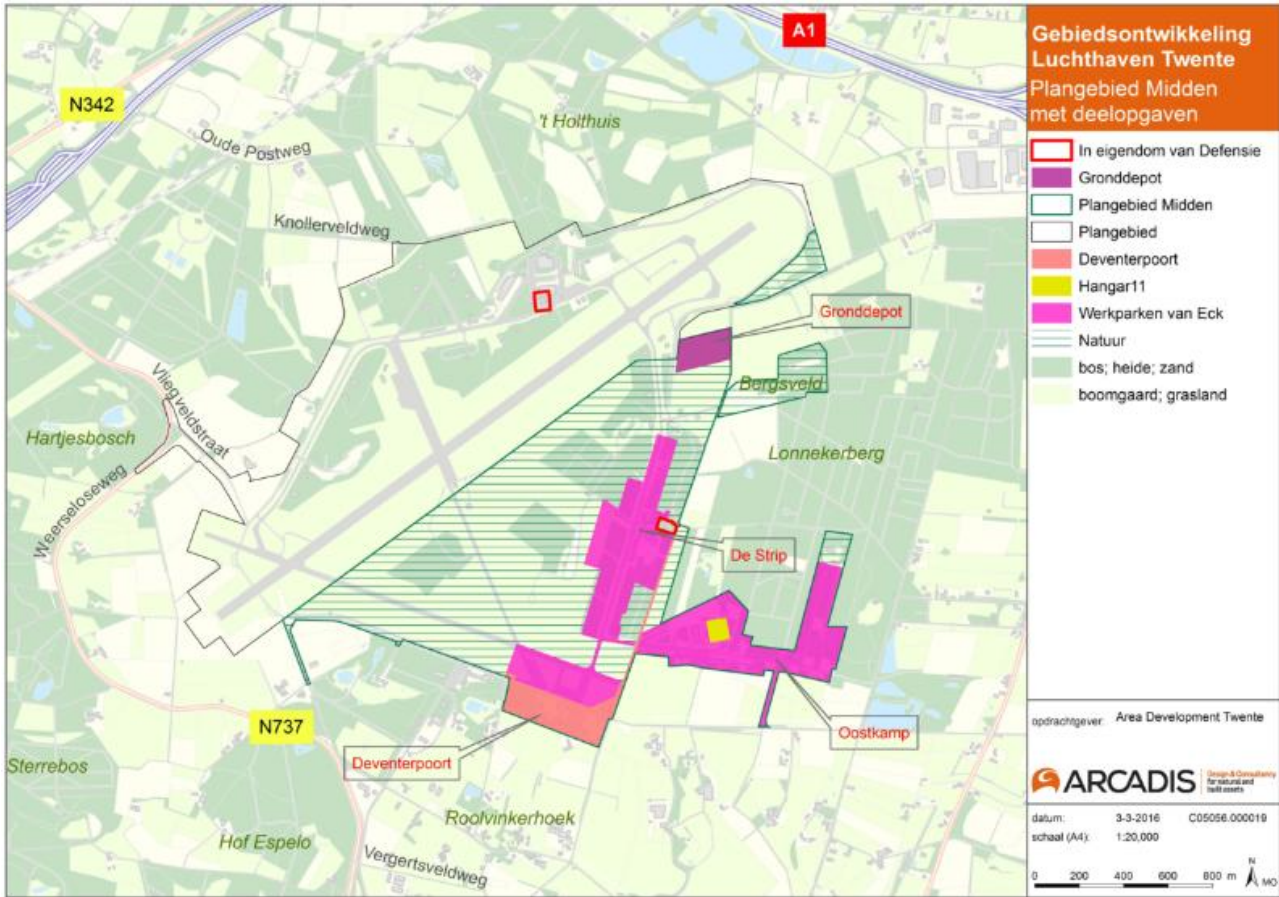 A1
N342
't Holthuis
Oude Postweg
Knollerveldweg
Gronddepot
Bergsveld
Vliegveldstraat
Hartjesbosch
Lonnekerberg
Weerseloseweg
De Strip
N737
Oostkamp
Deventerpoort
Sterrebos
Roolvinkerhoek
Hof Espelo
Vergertsveldweg
Gebiedsontwikkeling
Luchthaven Twente
Plangebied Midden
met deelopgaven
In eigendom van Defensie
Gronddepot
Plangebied Midden
Plangebied
Deventerpoort
Hangar11
Werkparken van Eck
Natuur
bos; heide; zand
boomgaard; grasland
opdrachtgever: Area Development Twente
ARCADIS
Design & Consultancy
for natural and
built assets
datum: 3-3-2016 C05056.000019
schaal (A4): 1:20,000
0 200 400 600 800 m
N
MO